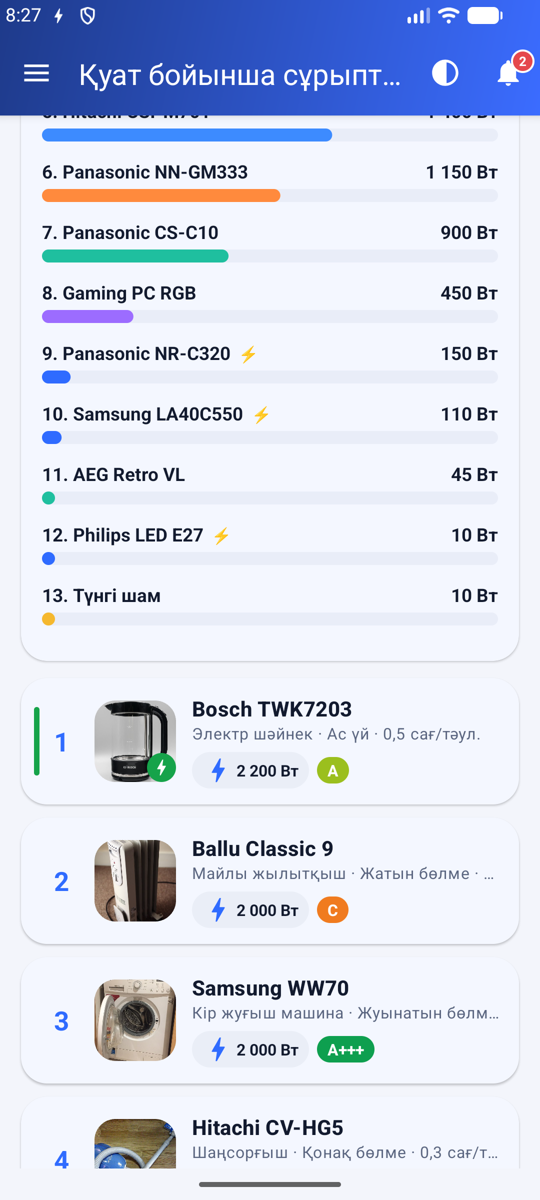 8:27
Қуат бойынша сұрыпт...
2
6. Panasonic NN-GM333 1 150 Вт
7. Panasonic CS-C10 900 Вт
8. Gaming PC RGB 450 Вт
9. Panasonic NR-C320 ⚡ 150 Вт
10. Samsung LA40C550 ⚡ 110 Вт
11. AEG Retro VL 45 Вт
12. Philips LED E27 ⚡ 10 Вт
13. Түнгі шам 10 Вт
1
Bosch TWK7203
Электр шәйнек · Ас үй · 0,5 сағ/тәул.
2 200 Вт A
2
Ballu Classic 9
Майлы жылытқыш · Жатын бөлме · ...
2 000 Вт C
3
Samsung WW70
Кір жуғыш машина · Жуынатын бөлм...
2 000 Вт A+++
4
Hitachi CV-HG5
Шаңсорғыш · Қонақ бөлме · 0,3 сағ/т...